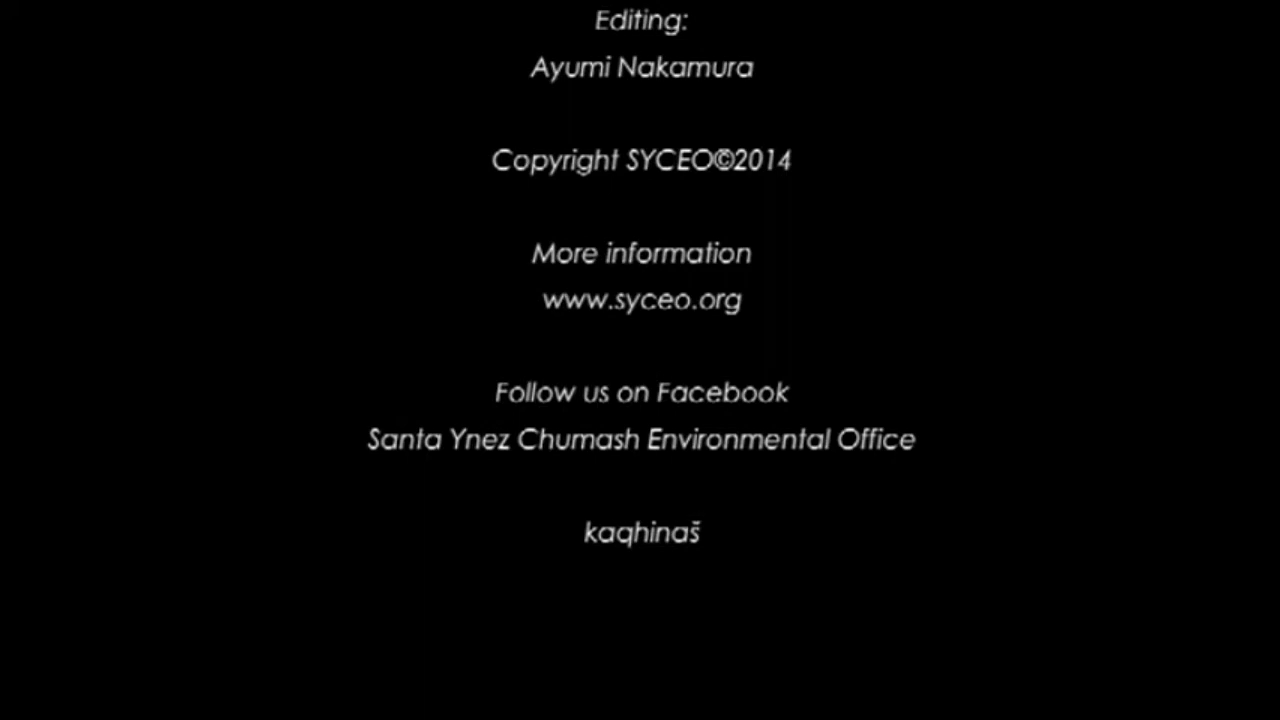 Editing:
Ayumi Nakamura
Copyright SYCEO©2014
More information
www.syceo.org
Follow us on Facebook
Santa Ynez Chumash Environmental Office
kaqhinaš